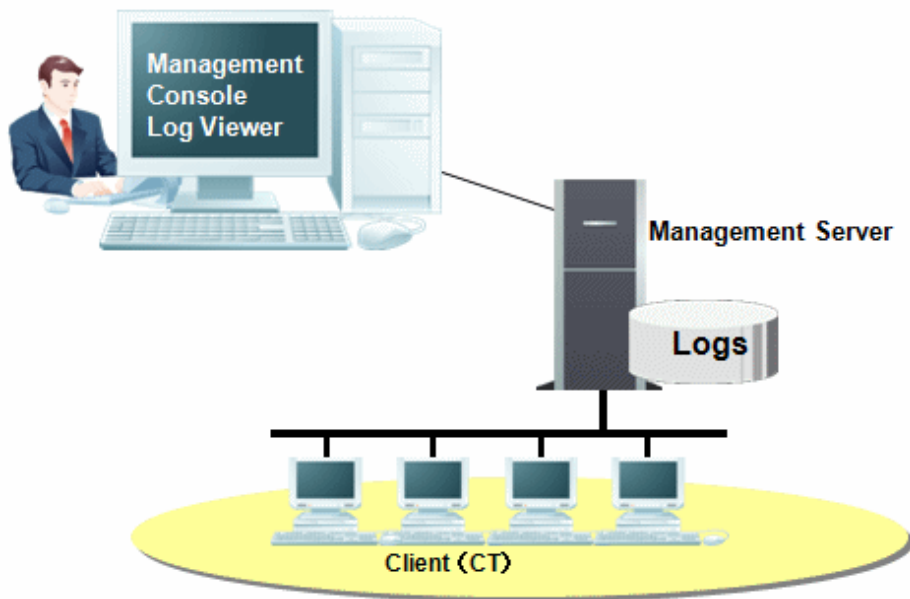 Management
Console
Log Viewer
Management Server
Logs
Client (CT)